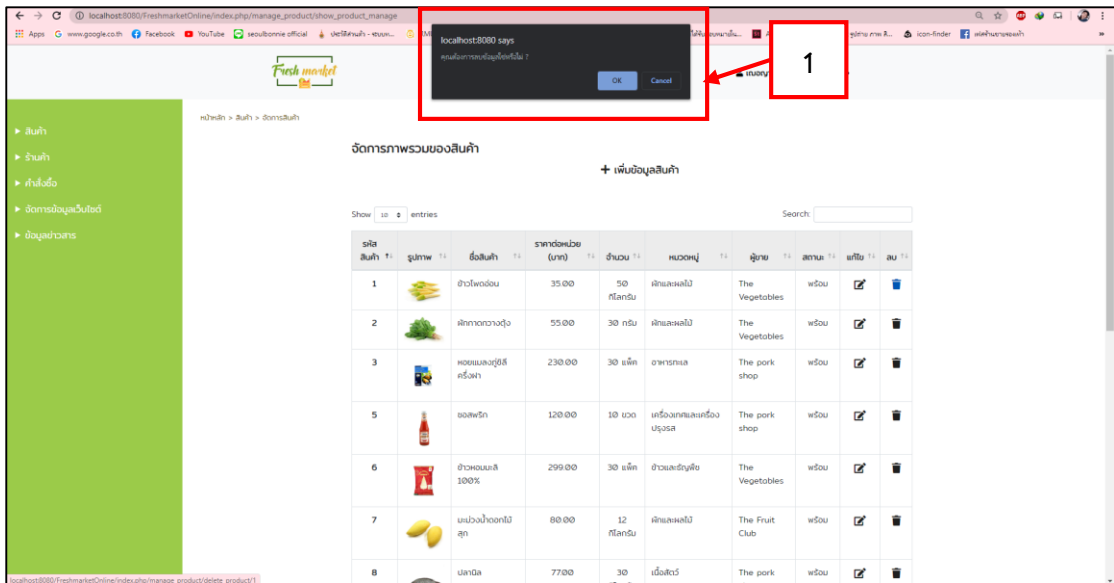 localhost:8080/FreshmarketOnline/index.php/manage_product/show_product_manage
Apps www.google.co.th Facebook YouTube seoulbonnie official icon-finder
localhost:8080 says
คุณต้องการลบข้อมูลใช่หรือไม่ ?
OK Cancel
1
Fresh market
หน้าหลัก > สินค้า > จัดการสินค้า
สินค้า
ร้านค้า
คำสั่งซื้อ
จัดการข้อมูลเว็บไซต์
ข้อมูลข่าวสาร
จัดการภาพรวมของสินค้า
+ เพิ่มข้อมูลสินค้า
Show 10 entries Search:
รหัสสินค้า รูปภาพ ชื่อสินค้า ราคาต่อหน่วย (บาท) จำนวน หมวดหมู่ ผู้ขาย สถานะ แก้ไข ลบ
1 ข้าวโพดอ่อน 35.00 50 กิโลกรัม ผักและผลไม้ The Vegetables พร้อม
2 ผักกาดกวางตุ้ง 55.00 30 กรัม ผักและผลไม้ The Vegetables พร้อม
3 หอยแมลงภู่ชิลีครึ่งฝา 230.00 30 แพ็ค อาหารทะเล The pork shop พร้อม
5 ซอสพริก 120.00 10 ขวด เครื่องเทศและเครื่องปรุงรส The pork shop พร้อม
6 ข้าวหอมมะลิ 100% 299.00 30 แพ็ค ข้าวและธัญพืช The Vegetables พร้อม
7 มะม่วงน้ำดอกไม้สุก 80.00 12 กิโลกรัม ผักและผลไม้ The Fruit Club พร้อม
8 ปลานิล 77.00 30 เนื้อสัตว์ The pork พร้อม
localhost:8080/FreshmarketOnline/index.php/manage_product/delete_product/1